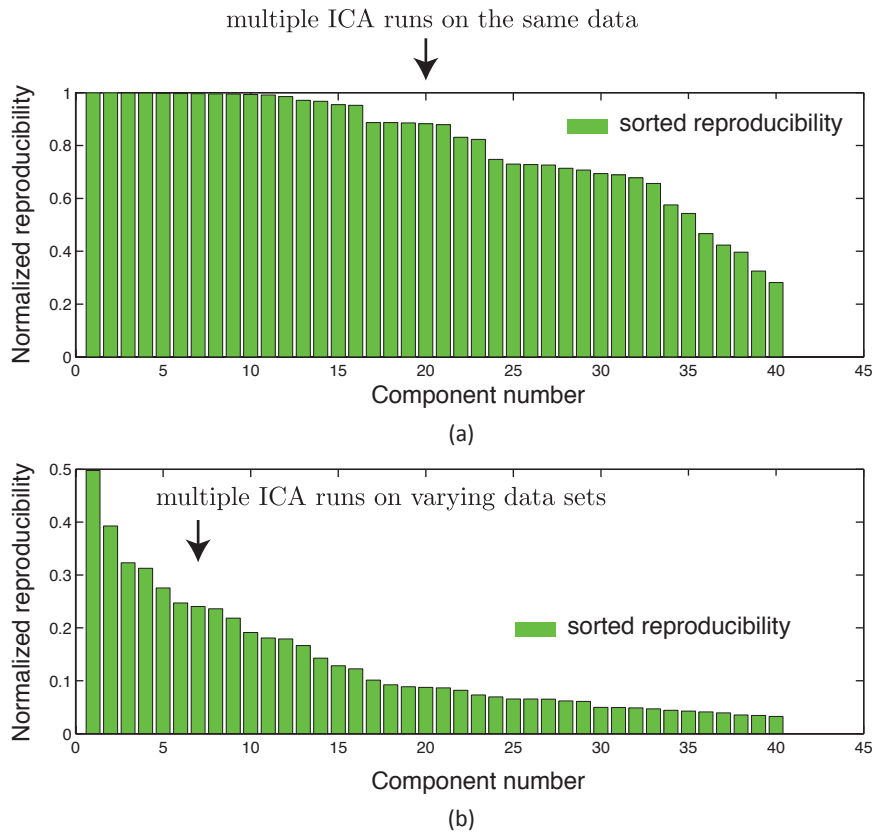 multiple ICA runs on the same data
1
0.8
0.6
0.4
0.2
0
Normalized reproducibility
sorted reproducibility
0 5 10 15 20 25 30 35 40 45
Component number
(a)
0.5
0.4
0.3
0.2
0.1
0
Normalized reproducibility
multiple ICA runs on varying data sets
sorted reproducibility
0 5 10 15 20 25 30 35 40 45
Component number
(b)